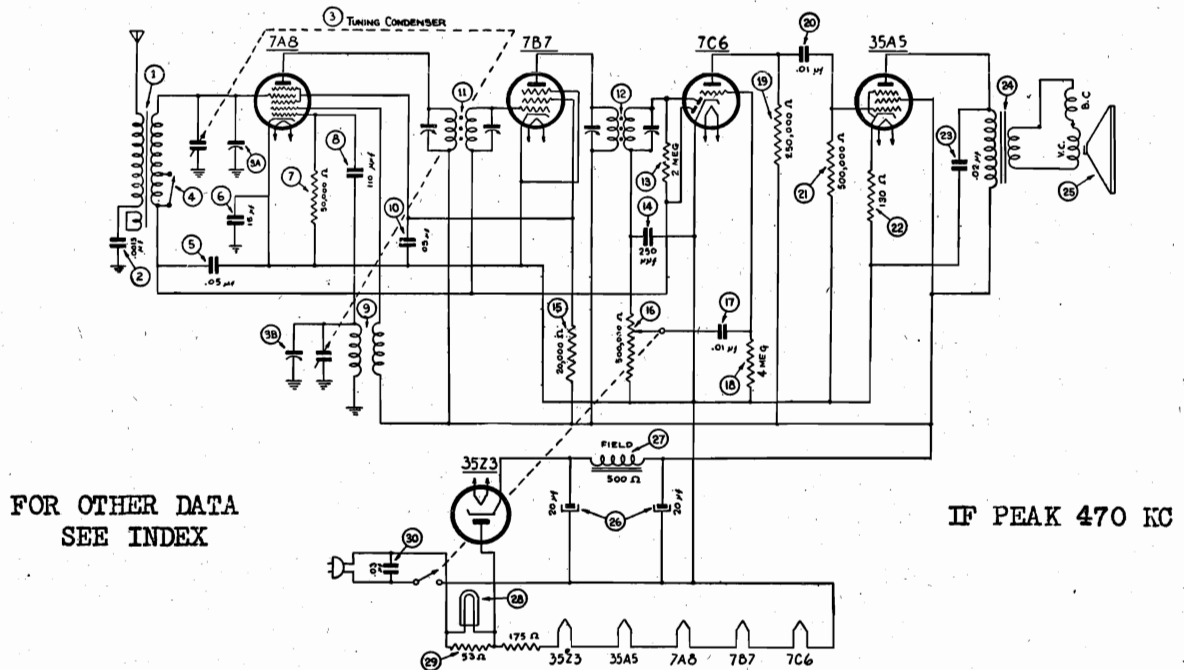 3 TUNING CONDENSER
7A8
7B7
7C6
20
.01 µf
35A5
1
11
12
19
250,000 Ω
24
B.C
V.C.
25
3A
4
6
15 µf
7
50,000 Ω
8
110 µµf
10
.05 µf
13
2 MEG
14
250 µµf
21
500,000 Ω
22
130 Ω
23
.02 µf
2
.0015 µf
5
.05 µf
9
3B
15
20,000 Ω
16
500,000 Ω
17
.01 µf
18
4 MEG
35Z3
FIELD
27
500 Ω
20 µf
26
20 µf
FOR OTHER DATA
SEE INDEX
IF PEAK 470 KC
30
28
29
53 Ω
175 Ω
35Z3
35A5
7A8
7B7
7C6